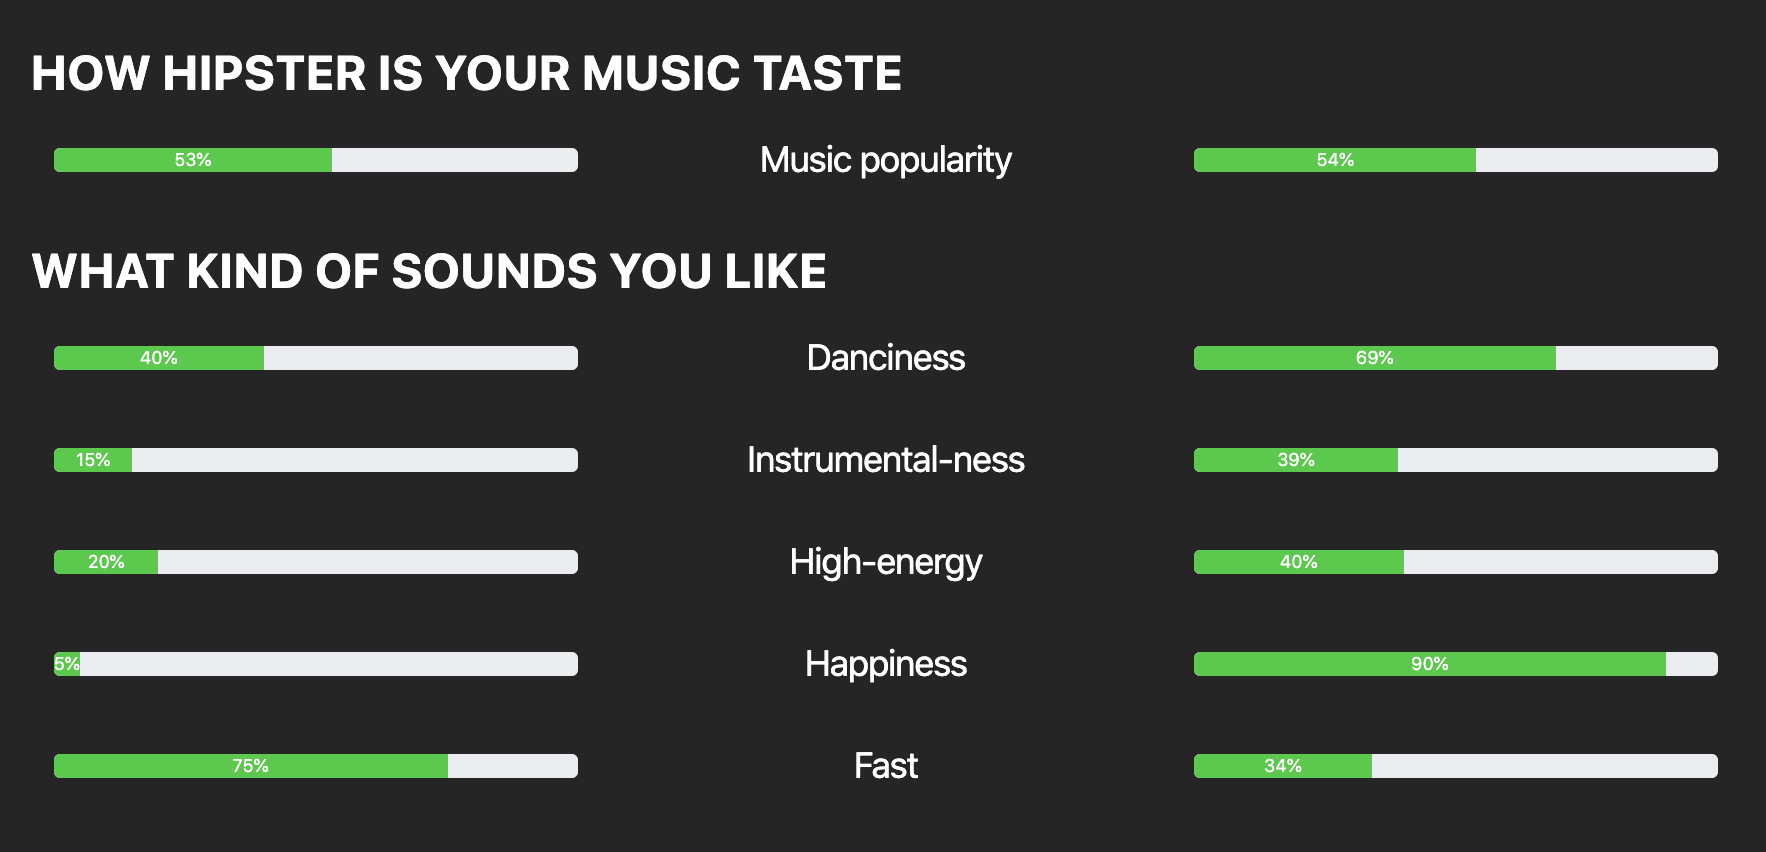 HOW HIPSTER IS YOUR MUSIC TASTE
53% Music popularity 54%
WHAT KIND OF SOUNDS YOU LIKE
40% Danciness 69%
15% Instrumental-ness 39%
20% High-energy 40%
5% Happiness 90%
75% Fast 34%